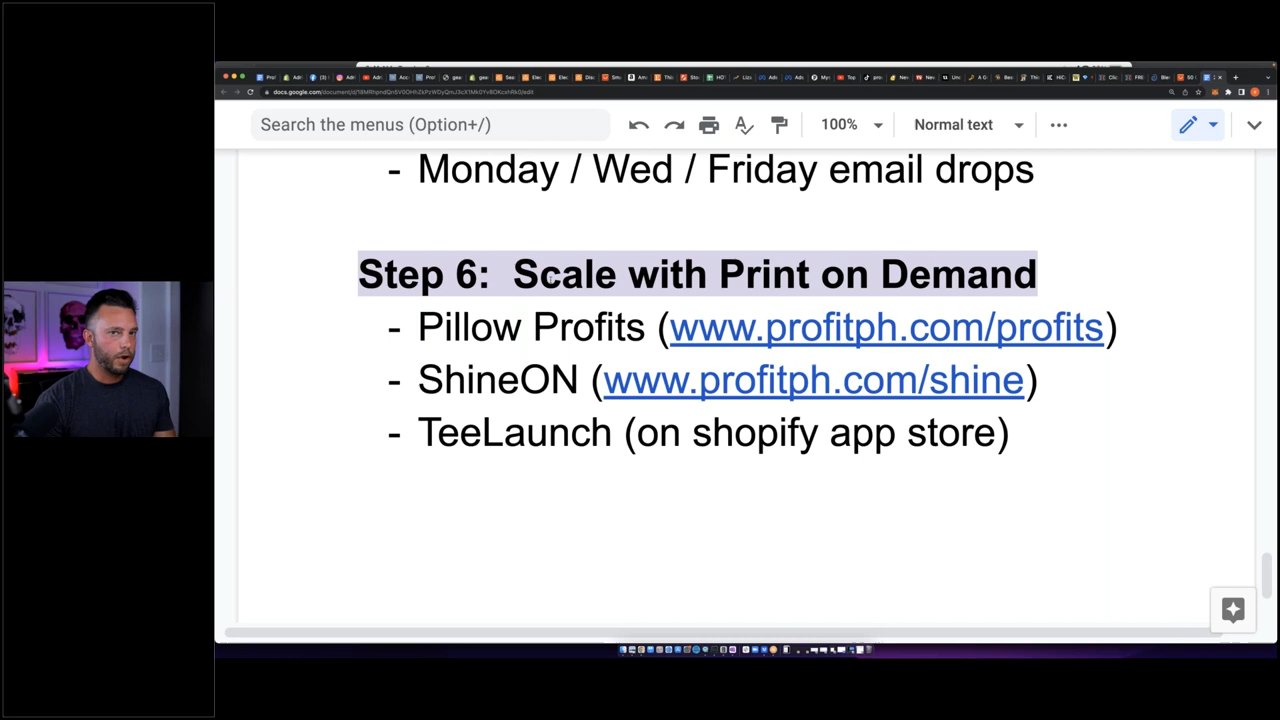 Search the menus (Option+/)
100%
Normal text
- Monday / Wed / Friday email drops
Step 6:  Scale with Print on Demand
- Pillow Profits (www.profitph.com/profits)
- ShineON (www.profitph.com/shine)
- TeeLaunch (on shopify app store)